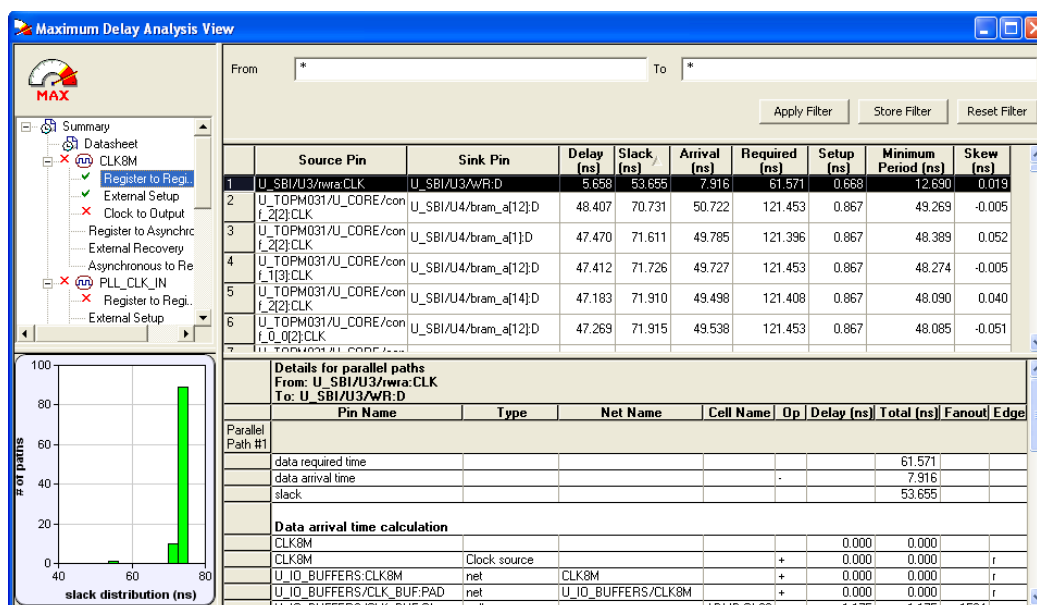 Maximum Delay Analysis View
MAX
From * To *
Apply Filter Store Filter Reset Filter
Summary
Datasheet
CLK8M
Register to Regi..
External Setup
Clock to Output
Register to Asynchro
External Recovery
Asynchronous to Re
PLL_CLK_IN
Register to Regi..
External Setup
Source Pin Sink Pin Delay (ns) Slack (ns) Arrival (ns) Required (ns) Setup (ns) Minimum Period (ns) Skew (ns)
1 U_SBI/U3/rwra:CLK U_SBI/U3/WR:D 5.658 53.655 7.916 61.571 0.668 12.690 0.019
2 U_TOPM031/U_CORE/conf_2[2]:CLK U_SBI/U4/bram_a[12]:D 48.407 70.731 50.722 121.453 0.867 49.269 -0.005
3 U_TOPM031/U_CORE/conf_2[2]:CLK U_SBI/U4/bram_a[1]:D 47.470 71.611 49.785 121.396 0.867 48.389 0.052
4 U_TOPM031/U_CORE/conf_1[3]:CLK U_SBI/U4/bram_a[12]:D 47.412 71.726 49.727 121.453 0.867 48.274 -0.005
5 U_TOPM031/U_CORE/conf_2[2]:CLK U_SBI/U4/bram_a[14]:D 47.183 71.910 49.498 121.408 0.867 48.090 0.040
6 U_TOPM031/U_CORE/conf_0_0[2]:CLK U_SBI/U4/bram_a[12]:D 47.269 71.915 49.538 121.453 0.867 48.085 -0.051
100
80
60
40
20
0
40 60 80
# of paths
slack distribution (ns)
Details for parallel paths
From: U_SBI/U3/rwra:CLK
To: U_SBI/U3/WR:D
Pin Name Type Net Name Cell Name Op Delay (ns) Total (ns) Fanout Edge
Parallel Path #1
data required time 61.571
data arrival time - 7.916
slack 53.655
Data arrival time calculation
CLK8M 0.000 0.000
CLK8M Clock source + 0.000 0.000 r
U_IO_BUFFERS:CLK8M net CLK8M + 0.000 0.000 r
U_IO_BUFFERS/CLK_BUF:PAD net U_IO_BUFFERS/CLK8M + 0.000 0.000 r